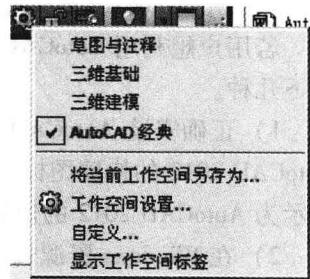 Aut
草图与注释
三维基础
三维建模
AutoCAD 经典
将当前工作空间另存为...
工作空间设置...
自定义...
显示工作空间标签